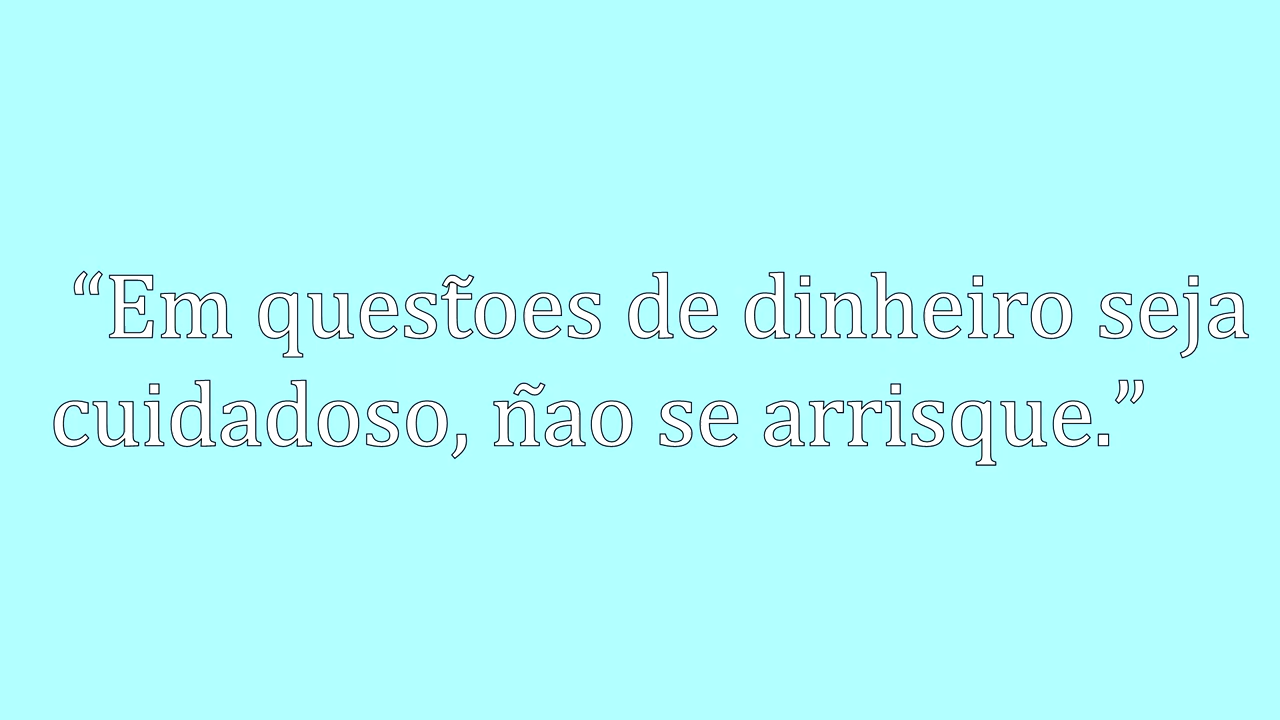 “Em quest̃oes de dinheiro seja
cuidadoso, ñao se arrisque.”